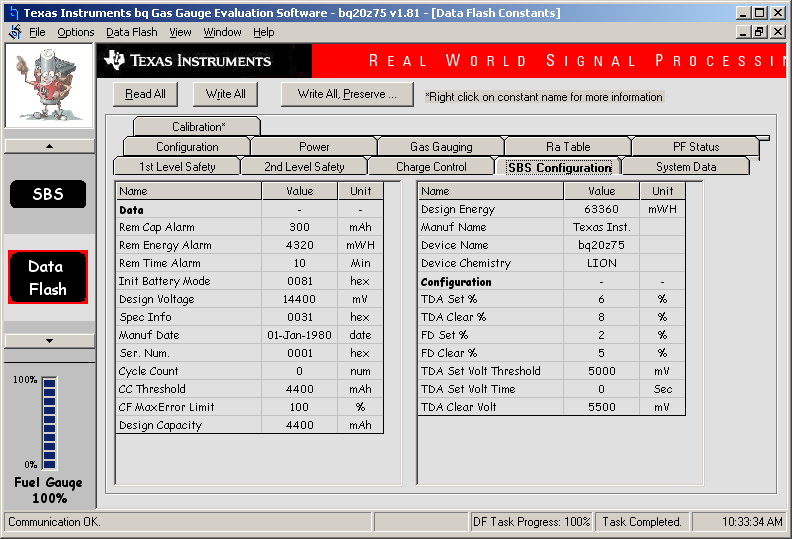 Texas Instruments bq Gas Gauge Evaluation Software - bq20z75 v1.81 - [Data Flash Constants]
File Options Data Flash View Window Help
TEXAS INSTRUMENTS REAL WORLD SIGNAL PROCESSIN
Read All Write All Write All, Preserve ... *Right click on constant name for more information
Calibration*
Configuration Power Gas Gauging Ra Table PF Status
1st Level Safety 2nd Level Safety Charge Control SBS Configuration System Data
SBS
Data
Flash
100%
0%
Fuel Gauge
100%
Name Value Unit
Data - -
Rem Cap Alarm 300 mAh
Rem Energy Alarm 4320 mWH
Rem Time Alarm 10 Min
Init Battery Mode 0081 hex
Design Voltage 14400 mV
Spec Info 0031 hex
Manuf Date 01-Jan-1980 date
Ser. Num. 0001 hex
Cycle Count 0 num
CC Threshold 4400 mAh
CF MaxError Limit 100 %
Design Capacity 4400 mAh
Name Value Unit
Design Energy 63360 mWH
Manuf Name Texas Inst.
Device Name bq20z75
Device Chemistry LION
Configuration - -
TDA Set % 6 %
TDA Clear % 8 %
FD Set % 2 %
FD Clear % 5 %
TDA Set Volt Threshold 5000 mV
TDA Set Volt Time 0 Sec
TDA Clear Volt 5500 mV
Communication OK. DF Task Progress: 100% Task Completed. 10:33:34 AM